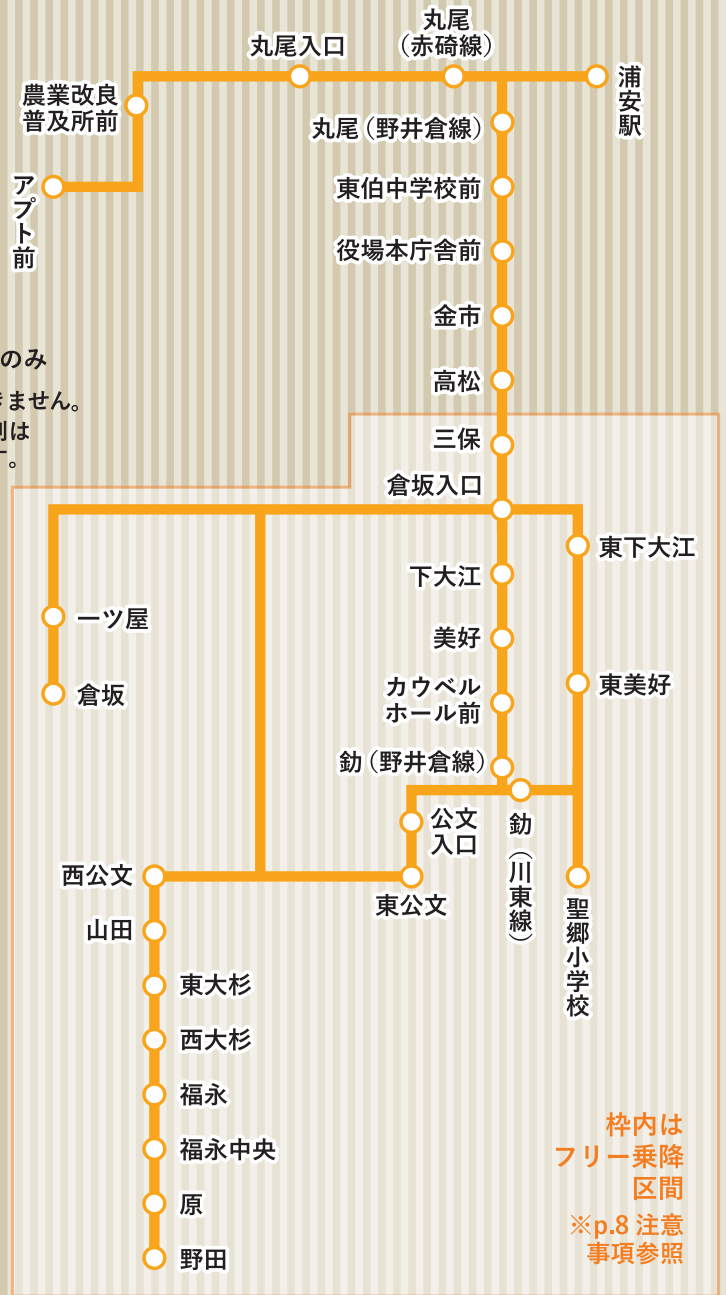 丸尾
（赤碕線）
丸尾入口
浦安駅
農業改良
普及所前
丸尾（野井倉線）
アプト前
東伯中学校前
役場本庁舎前
金市
のみ
高松
きません。
別は
す。
三保
倉坂入口
東下大江
下大江
一ツ屋
美好
カウベル
ホール前
東美好
倉坂
釛（野井倉線）
公文
入口
釛（川東線）
西公文
東公文
聖郷小学校
山田
東大杉
西大杉
福永
福永中央
原
野田
枠内は
フリー乗降
区間
※p.8 注意
事項参照